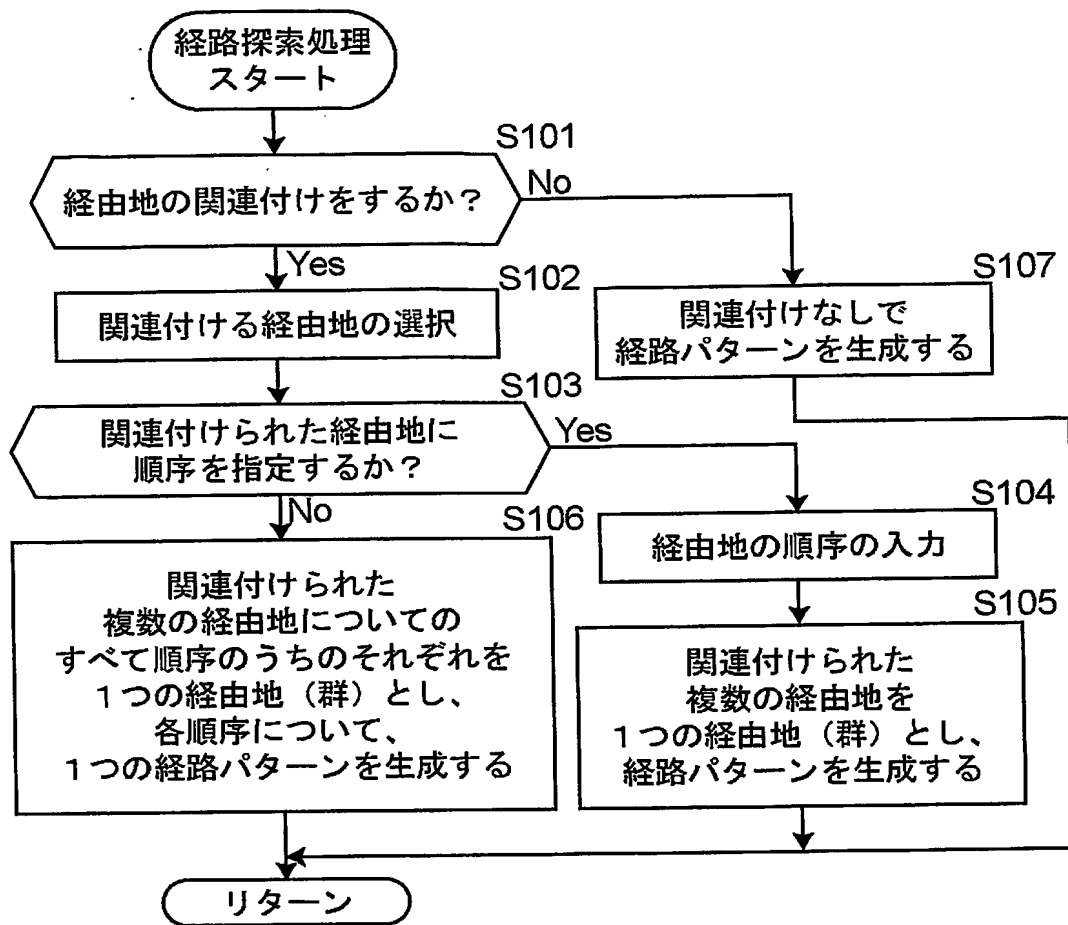 経路探索処理
スタート
S101
経由地の関連付けをするか？
No
Yes
S102
関連付ける経由地の選択
S107
関連付けなしで
経路パターンを生成する
S103
関連付けられた経由地に
順序を指定するか？
Yes
No
S104
経由地の順序の入力
S106
関連付けられた
複数の経由地についての
すべて順序のうちのそれぞれを
１つの経由地（群）とし、
各順序について、
１つの経路パターンを生成する
S105
関連付けられた
複数の経由地を
１つの経由地（群）とし、
経路パターンを生成する
リターン